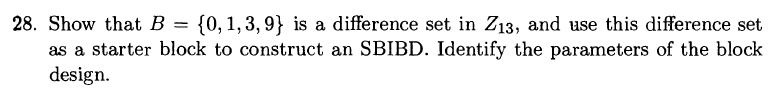 28. Show that B = {0, 1, 3, 9} is a difference set in Z₁₃, and use this difference set
as a starter block to construct an SBIBD. Identify the parameters of the block
design.